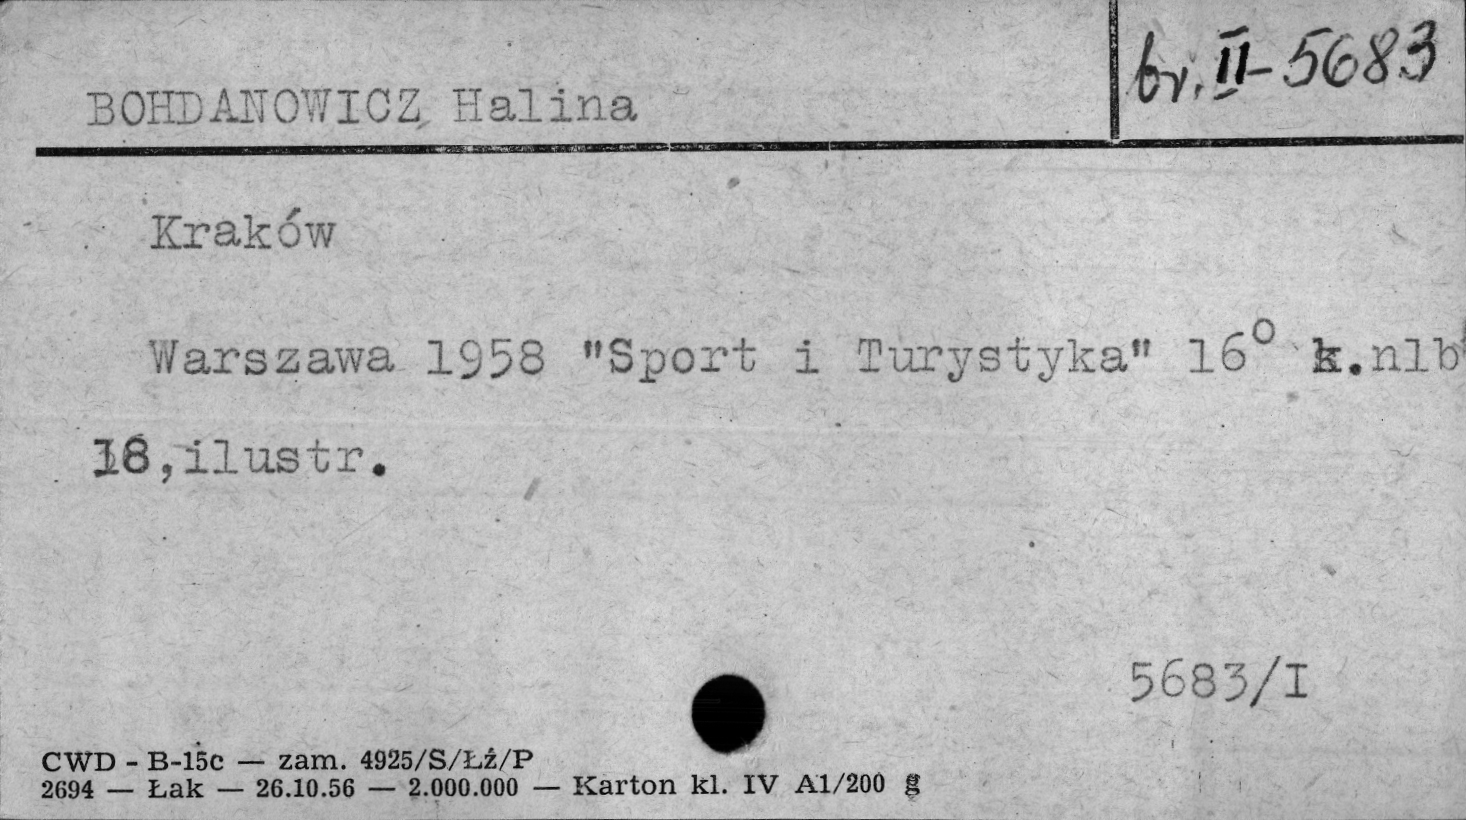 br. II-5683
BOHDANOWICZ Halina
Kraków
Warszawa 1958 "Sport i Turystyka" 16° k.nlb
18,ilustr.
5683/I
CWD - B-15c — zam. 4925/S/Łź/P
2694 — Łak — 26.10.56 — 2.000.000 — Karton kl. IV A1/200 g